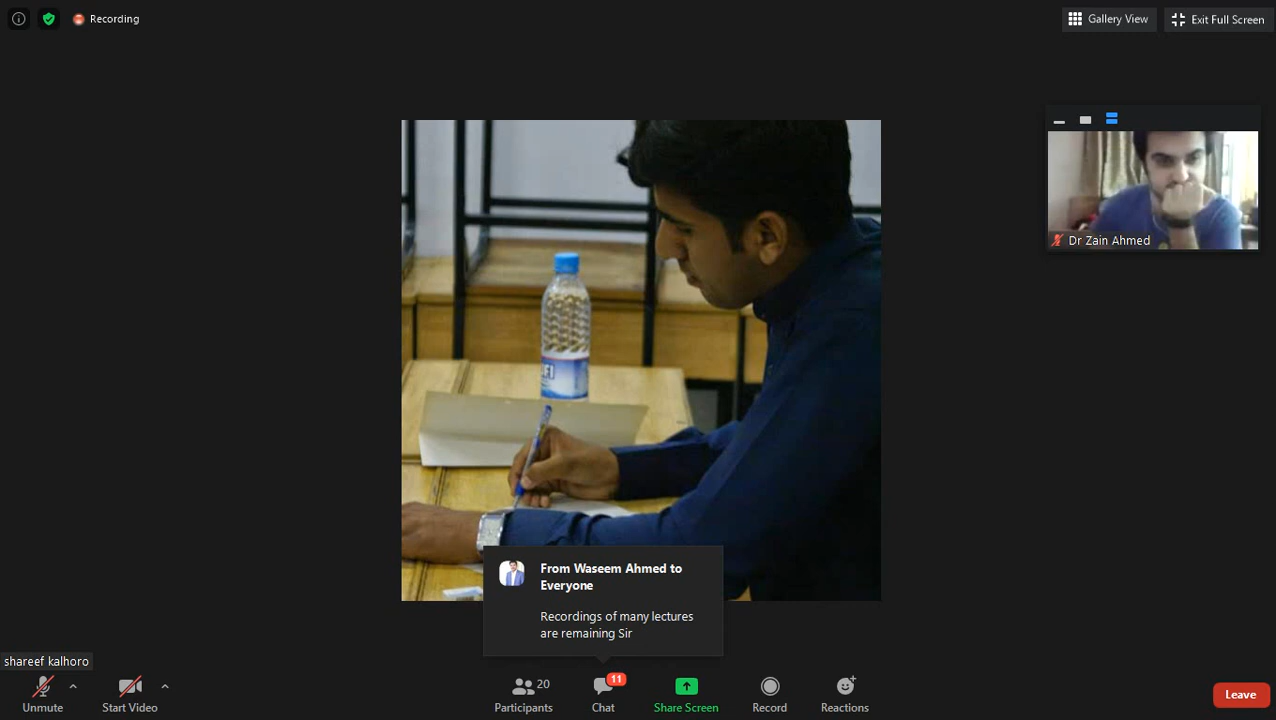 Recording
Gallery View
Exit Full Screen
Dr Zain Ahmed
From Waseem Ahmed to
Everyone
Recordings of many lectures
are remaining Sir
shareef kalhoro
Unmute
Start Video
20
Participants
11
Chat
Share Screen
Record
Reactions
Leave